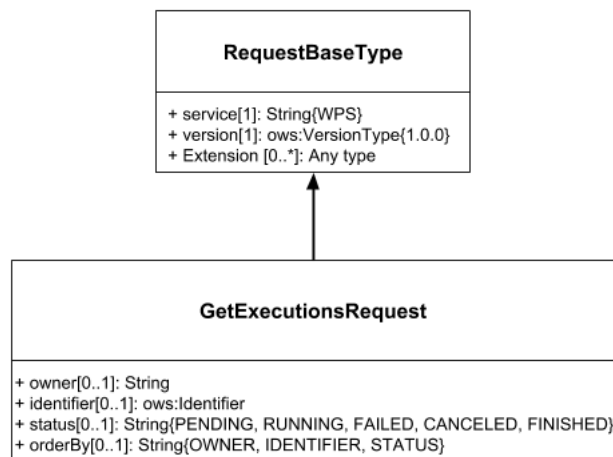 RequestBaseType
+ service[1]: String{WPS}
+ version[1]: ows:VersionType{1.0.0}
+ Extension [0..*]: Any type
GetExecutionsRequest
+ owner[0..1]: String
+ identifier[0..1]: ows:Identifier
+ status[0..1]: String{PENDING, RUNNING, FAILED, CANCELED, FINISHED}
+ orderBy[0..1]: String{OWNER, IDENTIFIER, STATUS}